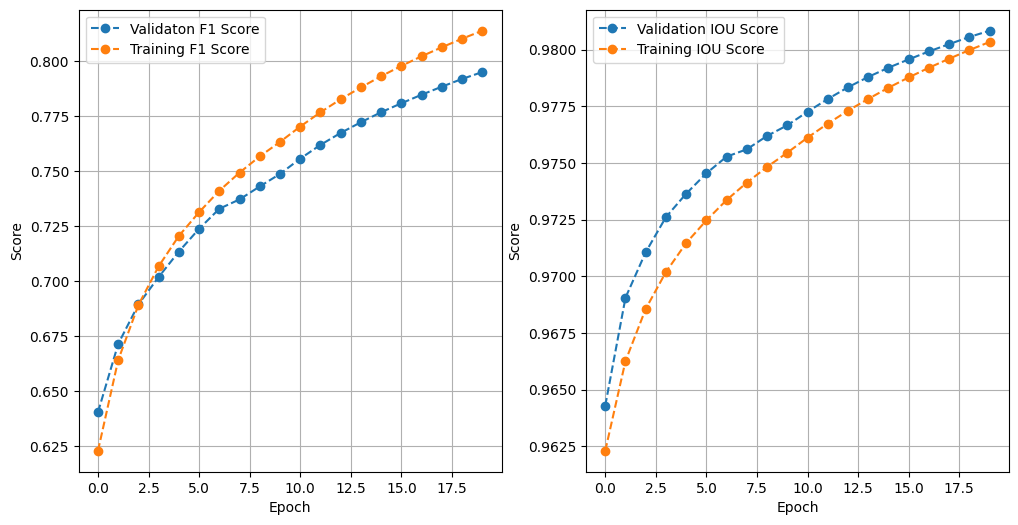 Validaton F1 Score
Training F1 Score
0.800
0.775
0.750
0.725
0.700
0.675
0.650
0.625
Score
0.0 2.5 5.0 7.5 10.0 12.5 15.0 17.5
Epoch
Validation IOU Score
Training IOU Score
0.9800
0.9775
0.9750
0.9725
0.9700
0.9675
0.9650
0.9625
Score
0.0 2.5 5.0 7.5 10.0 12.5 15.0 17.5
Epoch